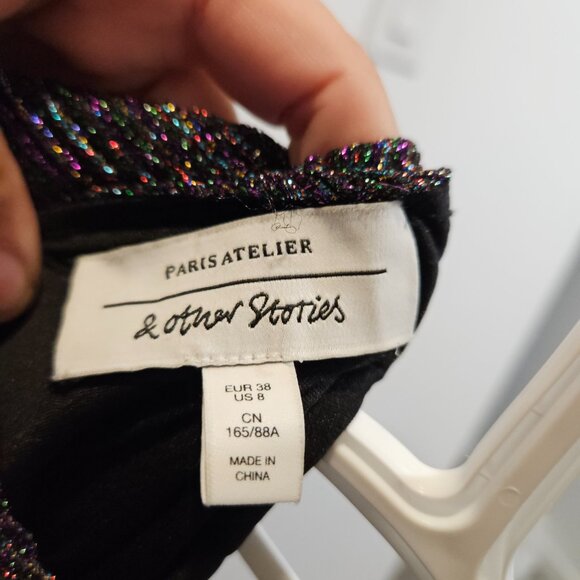 PARIS ATELIER
& other Stories
EUR 38
US 8
CN
165/88A
MADE IN
CHINA